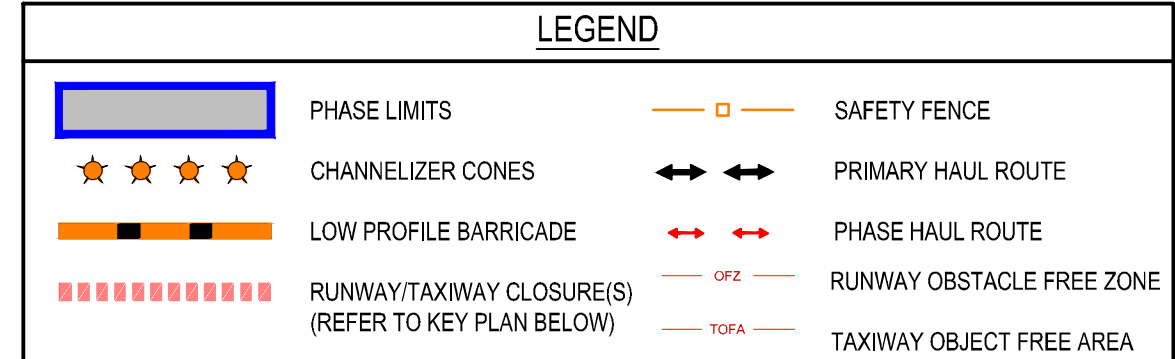 LEGEND
PHASE LIMITS
CHANNELIZER CONES
LOW PROFILE BARRICADE
RUNWAY/TAXIWAY CLOSURE(S)
(REFER TO KEY PLAN BELOW)
SAFETY FENCE
PRIMARY HAUL ROUTE
PHASE HAUL ROUTE
OFZ RUNWAY OBSTACLE FREE ZONE
TOFA TAXIWAY OBJECT FREE AREA